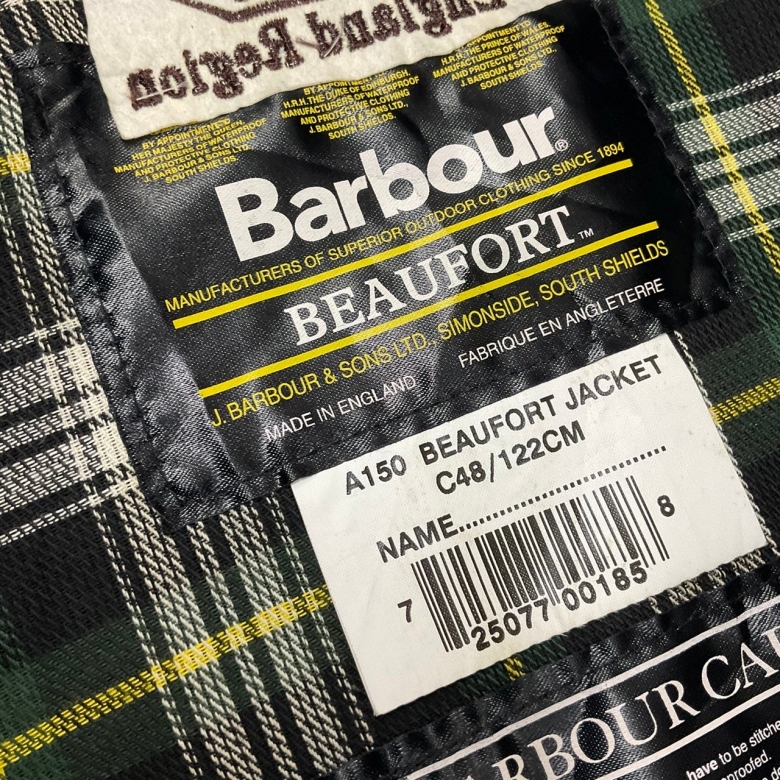 England Region
BY APPOINTMENT TO
HER MAJESTY THE QUEEN,
MANUFACTURERS OF WATERPROOF
AND PROTECTIVE CLOTHING
J. BARBOUR & SONS LTD.
SOUTH SHIELDS.
BY APPOINTMENT TO
H.R.H. THE DUKE OF EDINBURGH,
MANUFACTURERS OF WATERPROOF
AND PROTECTIVE CLOTHING
J. BARBOUR & SONS LTD.,
SOUTH SHIELDS.
BY APPOINTMENT TO
H.R.H. THE PRINCE OF WALES,
MANUFACTURERS OF WATERPROOF
AND PROTECTIVE CLOTHING
J. BARBOUR & SONS LTD.
SOUTH SHIELDS.
Barbour®
MANUFACTURERS OF SUPERIOR OUTDOOR CLOTHING SINCE 1894
BEAUFORT™
J. BARBOUR & SONS LTD. SIMONSIDE, SOUTH SHIELDS
MADE IN ENGLAND FABRIQUE EN ANGLETERRE
A150 BEAUFORT JACKET
C48/122CM
NAME..............................
7 25077 00185 8
BARBOUR
have to be